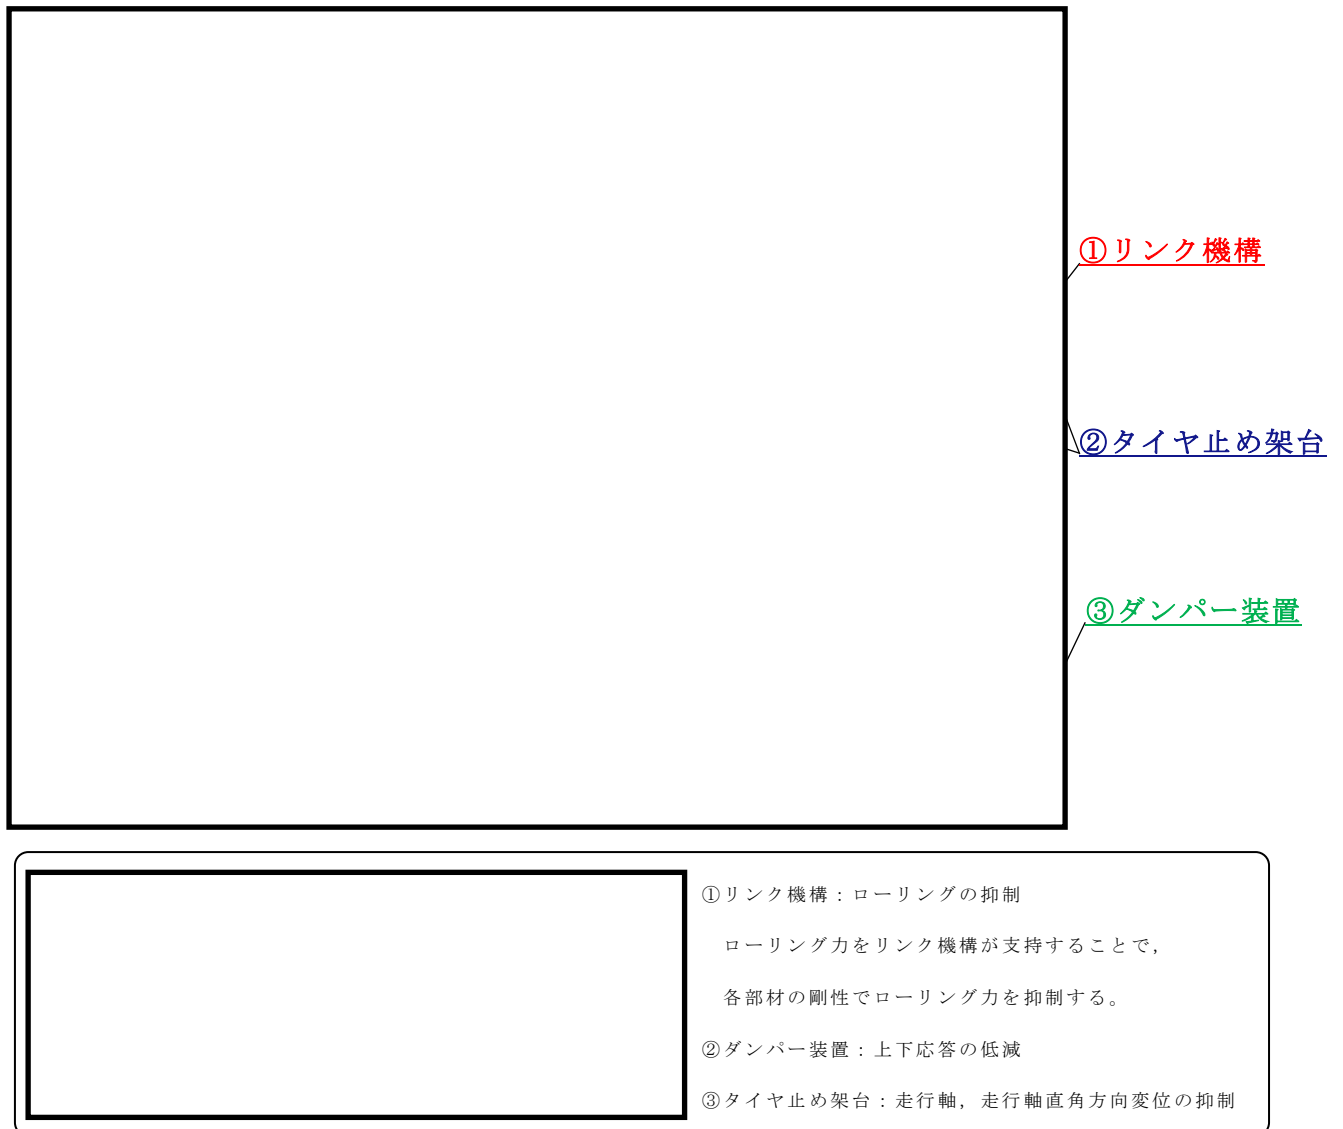 ①リンク機構
②タイヤ止め架台
③ダンパー装置
①リンク機構：ローリングの抑制
ローリング力をリンク機構が支持することで，
各部材の剛性でローリング力を抑制する。
②ダンパー装置：上下応答の低減
③タイヤ止め架台：走行軸，走行軸直角方向変位の抑制